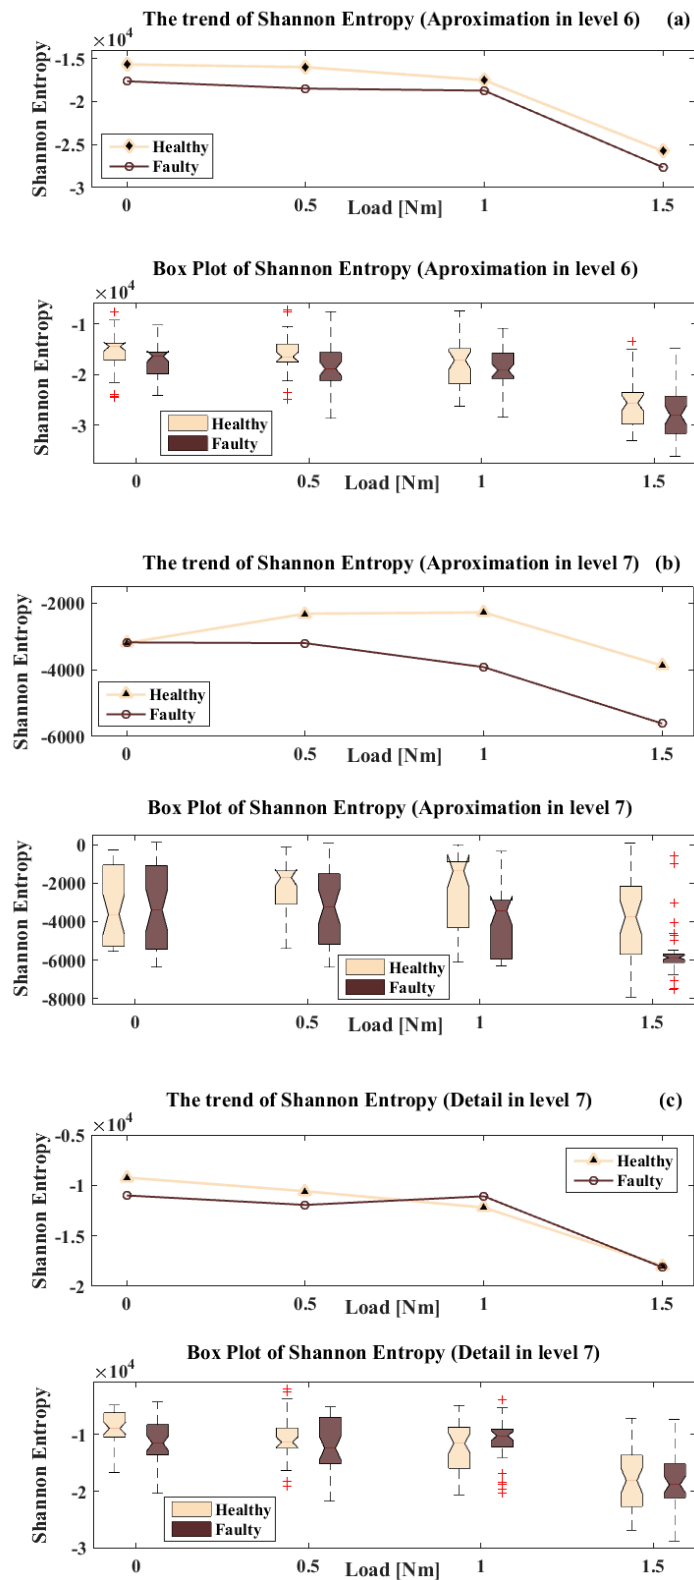 The trend of Shannon Entropy (Aproximation in level 6) (a)
×10⁴
-1.5
-2
-2.5
-3
Shannon Entropy
Healthy
Faulty
0 0.5 1 1.5
Load [Nm]
Box Plot of Shannon Entropy (Aproximation in level 6)
×10⁴
-1
-2
-3
Shannon Entropy
Healthy
Faulty
0 0.5 1 1.5
Load [Nm]
The trend of Shannon Entropy (Aproximation in level 7) (b)
-2000
-4000
-6000
Shannon Entropy
Healthy
Faulty
0 0.5 1 1.5
Load [Nm]
Box Plot of Shannon Entropy (Aproximation in level 7)
0
-2000
-4000
-6000
-8000
Shannon Entropy
Healthy
Faulty
0 0.5 1 1.5
Load [Nm]
The trend of Shannon Entropy (Detail in level 7) (c)
×10⁴
-0.5
-1
-1.5
-2
Shannon Entropy
Healthy
Faulty
0 0.5 1 1.5
Load [Nm]
Box Plot of Shannon Entropy (Detail in level 7)
×10⁴
-1
-2
-3
Shannon Entropy
Healthy
Faulty
0 0.5 1 1.5
Load [Nm]